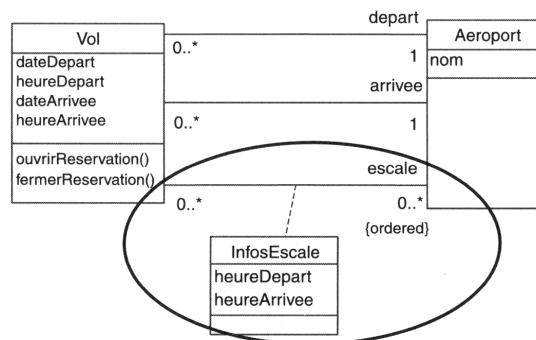 depart
Vol
0..*
Aeroport
dateDepart
1
nom
heureDepart
arrivee
dateArrivee
heureArrivee
0..*
1
ouvrirReservation()
fermerReservation()
escale
0..*
0..*
{ordered}
InfosEscale
heureDepart
heureArrivee